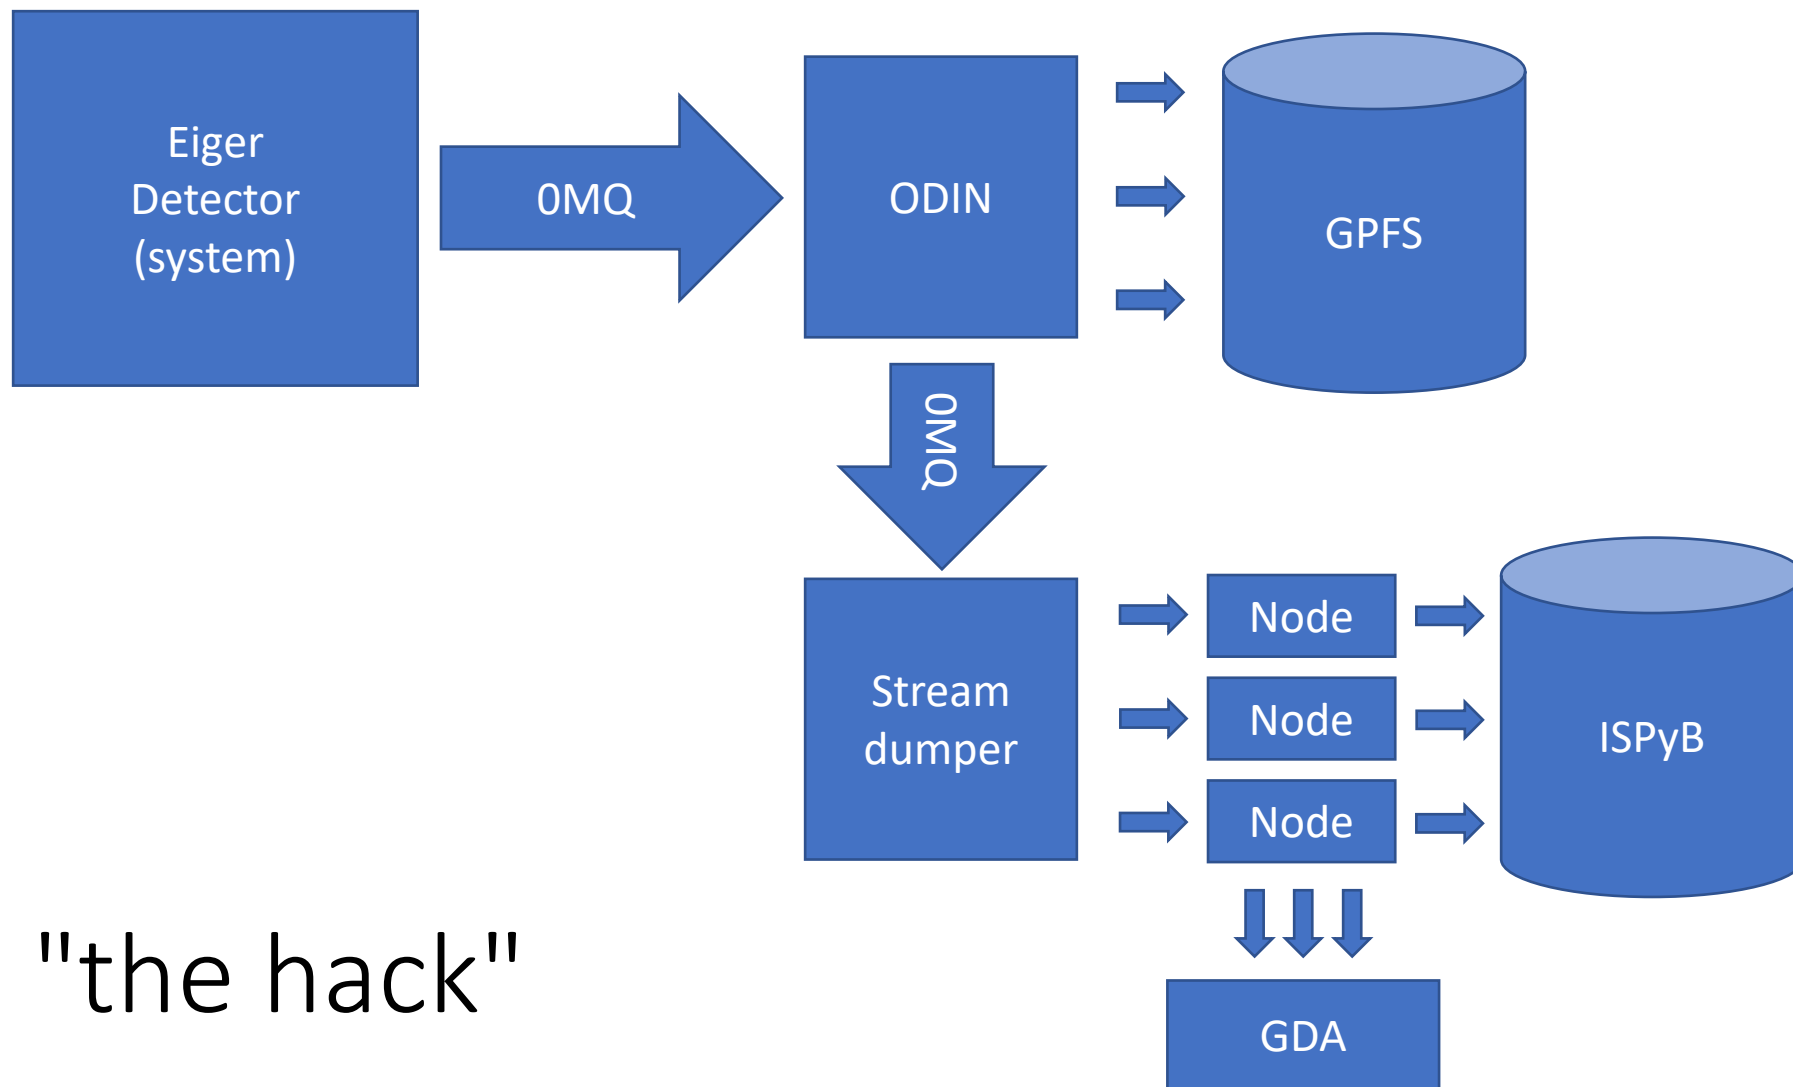 Eiger
Detector
(system)
0MQ
ODIN
GPFS
0MQ
Stream
dumper
Node
Node
Node
ISPyB
GDA
"the hack"